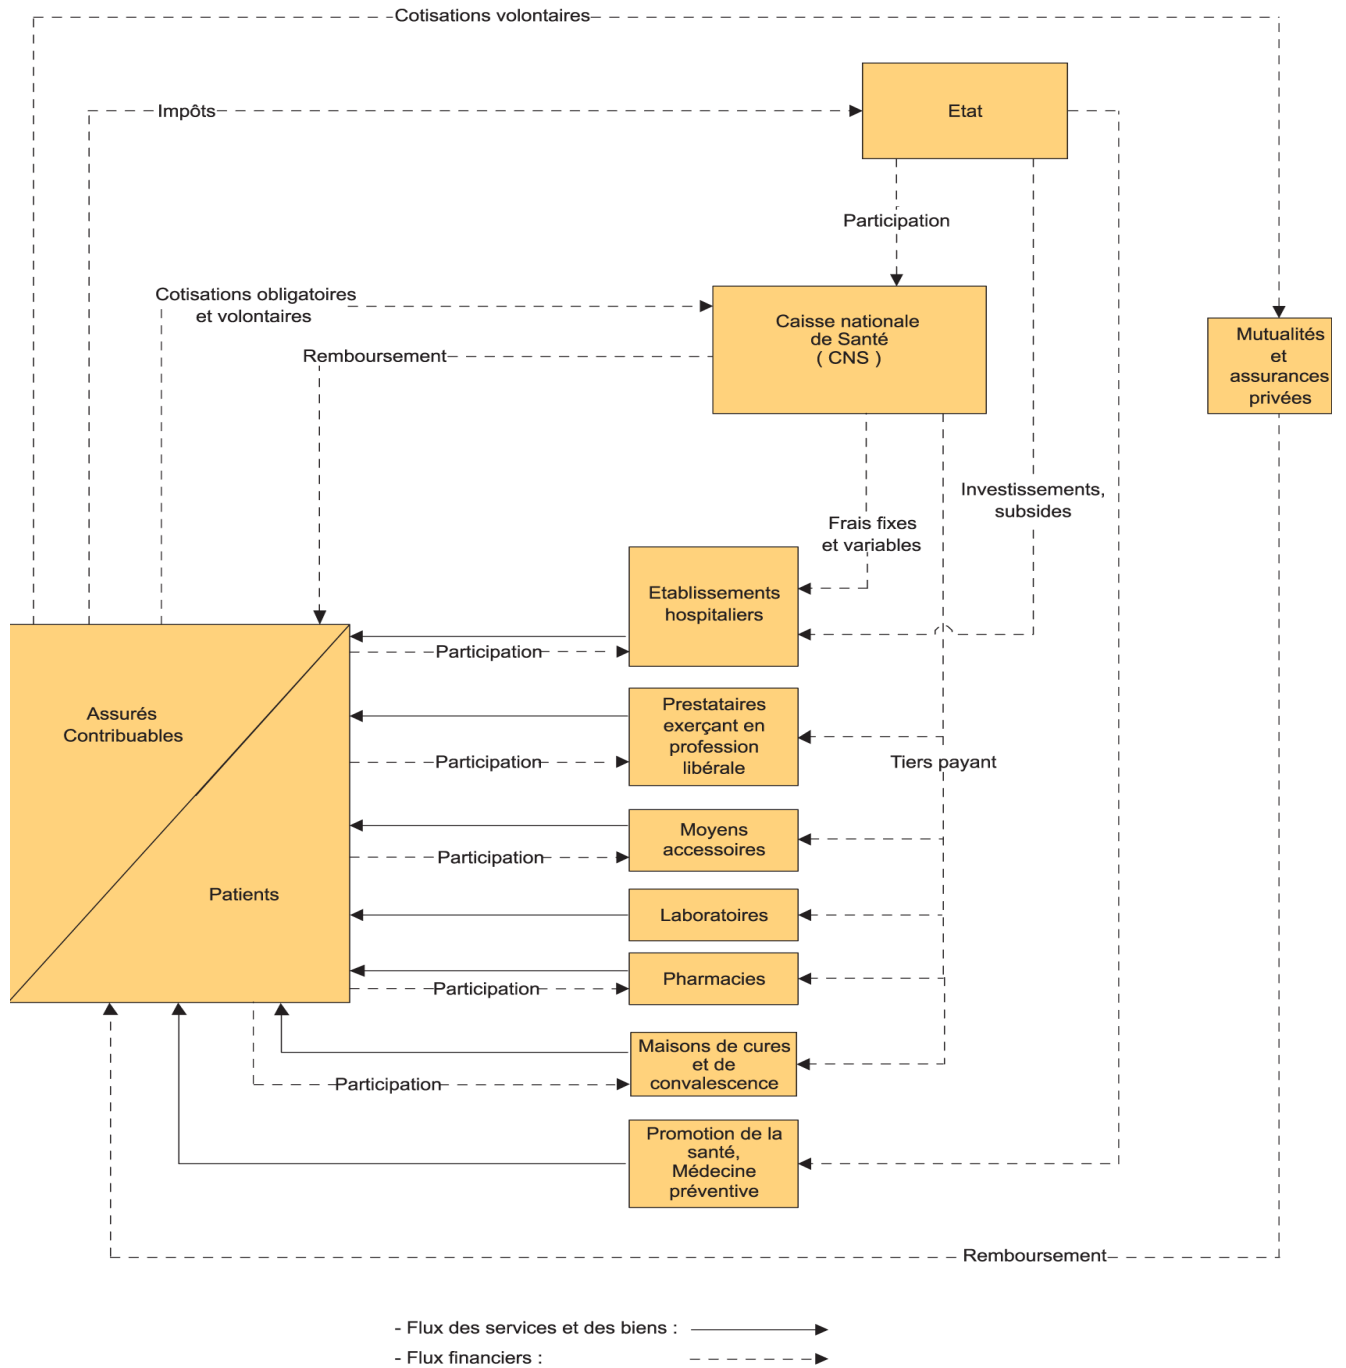 Cotisations volontaires
Impôts
Etat
Participation
Cotisations obligatoires
et volontaires
Remboursement
Caisse nationale
de Santé
( CNS )
Mutualités
et
assurances
privées
Investissements,
subsides
Frais fixes
et variables
Etablissements
hospitaliers
Participation
Assurés
Contribuables
Prestataires
exerçant en
profession
libérale
Participation
Tiers payant
Moyens
accessoires
Participation
Patients
Laboratoires
Pharmacies
Participation
Maisons de cures
et de
convalescence
Participation
Promotion de la
santé,
Médecine
préventive
Remboursement
- Flux des services et des biens :
- Flux financiers :